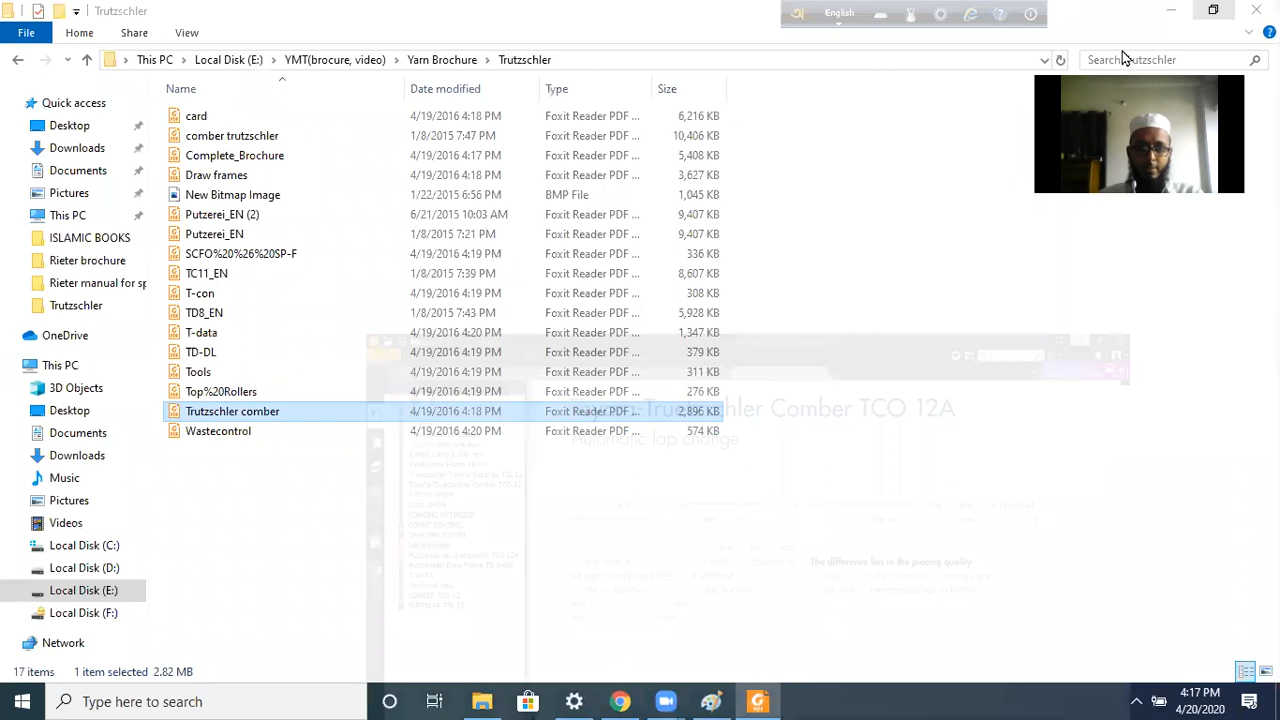 Trutzschler
English
File
Home
Share
View
This PC
Local Disk (E:)
YMT(brocure, video)
Yarn Brochure
Trutzschler
Search Trutzschler
Name
Date modified
Type
Size
Quick access
Desktop
Downloads
Documents
Pictures
This PC
ISLAMIC BOOKS
Rieter brochure
Rieter manual for sp
Trutzschler
OneDrive
This PC
3D Objects
Desktop
Documents
Downloads
Music
Pictures
Videos
Local Disk (C:)
Local Disk (D:)
Local Disk (E:)
Local Disk (F:)
Network
card 4/19/2016 4:18 PM Foxit Reader PDF ... 6,216 KB
comber trutzschler 1/8/2015 7:47 PM Foxit Reader PDF ... 10,406 KB
Complete_Brochure 4/19/2016 4:17 PM Foxit Reader PDF ... 5,408 KB
Draw frames 4/19/2016 4:18 PM Foxit Reader PDF ... 3,627 KB
New Bitmap Image 1/22/2015 6:56 PM BMP File 1,045 KB
Putzerei_EN (2) 6/21/2015 10:03 AM Foxit Reader PDF ... 9,407 KB
Putzerei_EN 1/8/2015 7:21 PM Foxit Reader PDF ... 9,407 KB
SCFO%20%26%20SP-F 4/19/2016 4:19 PM Foxit Reader PDF ... 336 KB
TC11_EN 1/8/2015 7:39 PM Foxit Reader PDF ... 8,607 KB
T-con 4/19/2016 4:19 PM Foxit Reader PDF ... 308 KB
TD8_EN 1/8/2015 7:43 PM Foxit Reader PDF ... 5,928 KB
T-data 4/19/2016 4:20 PM Foxit Reader PDF ... 1,347 KB
TD-DL 4/19/2016 4:19 PM Foxit Reader PDF ... 379 KB
Tools 4/19/2016 4:19 PM Foxit Reader PDF ... 311 KB
Top%20Rollers 4/19/2016 4:19 PM Foxit Reader PDF ... 276 KB
Trutzschler comber 4/19/2016 4:18 PM Foxit Reader PDF ... 2,896 KB
Wastecontrol 4/19/2016 4:20 PM Foxit Reader PDF ... 574 KB
Comber TCO 12A
Automatic lap change
The difference lies in the piecing quality
17 items 1 item selected 2.82 MB
Type here to search
4:17 PM
4/20/2020